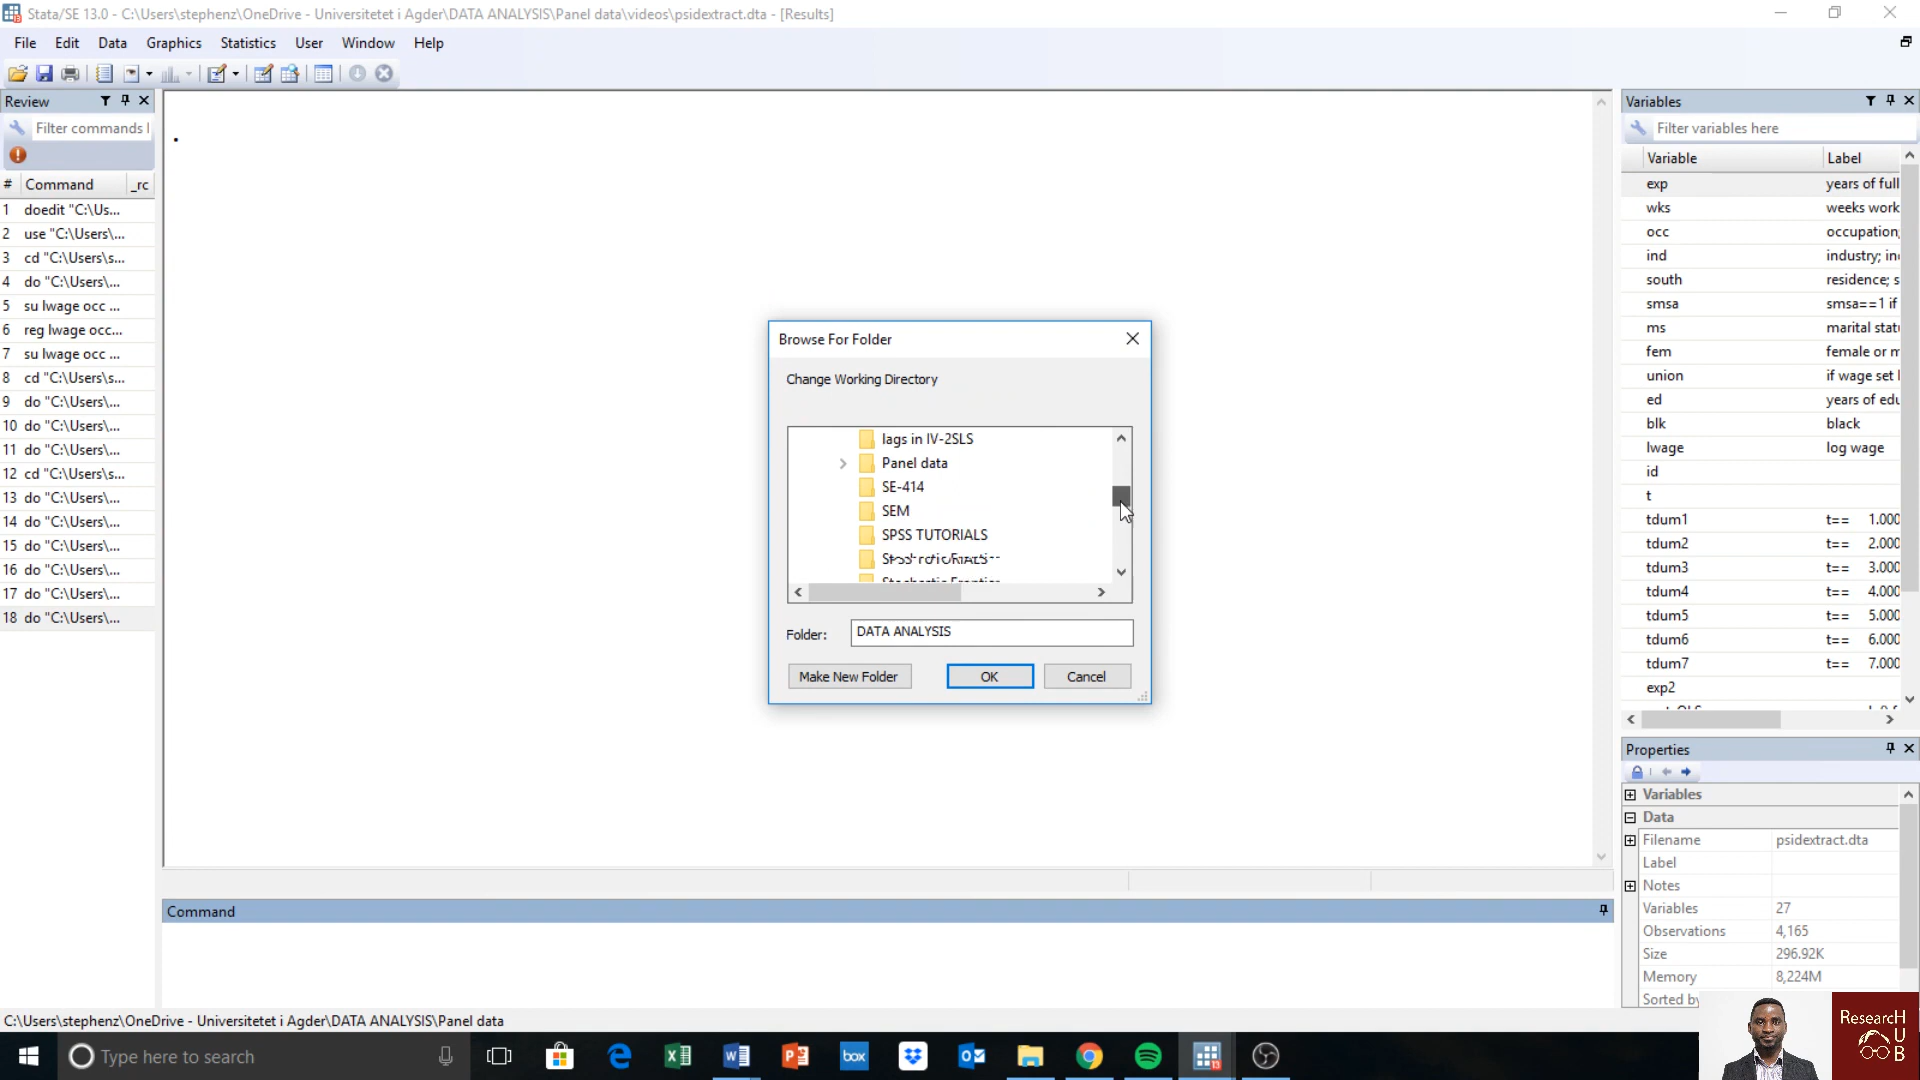 Stata/SE 13.0 - C:\Users\stephenz\OneDrive - Universitetet i Agder\DATA ANALYSIS\Panel data\videos\psidextract.dta - [Results]
File Edit Data Graphics Statistics User Window Help
Review
Filter commands
# Command _rc
1 doedit "C:\Us...
2 use "C:\Users\...
3 cd "C:\Users\s...
4 do "C:\Users\...
5 su lwage occ ...
6 reg lwage occ...
7 su lwage occ ...
8 cd "C:\Users\s...
9 do "C:\Users\...
10 do "C:\Users\...
11 do "C:\Users\...
12 cd "C:\Users\s...
13 do "C:\Users\...
14 do "C:\Users\...
15 do "C:\Users\...
16 do "C:\Users\...
17 do "C:\Users\...
18 do "C:\Users\...
.
Browse For Folder
Change Working Directory
lags in IV-2SLS
Panel data
SE-414
SEM
SPSS TUTORIALS
Folder: DATA ANALYSIS
Make New Folder OK Cancel
Command
C:\Users\stephenz\OneDrive - Universitetet i Agder\DATA ANALYSIS\Panel data
Variables
Filter variables here
Variable Label
exp years of full
wks weeks work
occ occupation;
ind industry; in
south residence; s
smsa smsa==1 if
ms marital stat
fem female or m
union if wage set
ed years of edu
blk black
lwage log wage
id
t
tdum1 t== 1.000
tdum2 t== 2.000
tdum3 t== 3.000
tdum4 t== 4.000
tdum5 t== 5.000
tdum6 t== 6.000
tdum7 t== 7.000
exp2
Properties
Variables
Data
Filename psidextract.dta
Label
Notes
Variables 27
Observations 4,165
Size 296.92K
Memory 8,224M
Sorted by
Type here to search
box
ResearcH
UB